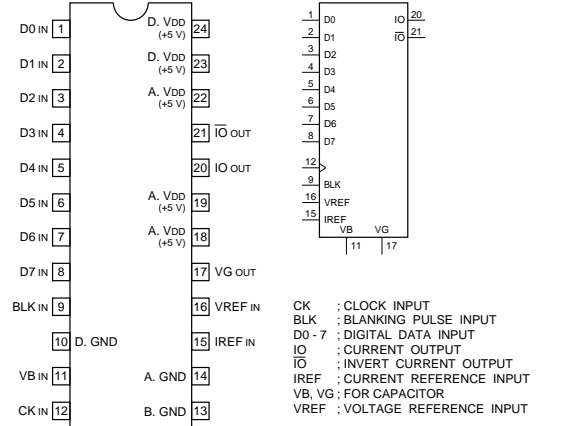 D0 IN 1 D. VDD (+5 V) 24
D1 IN 2 D. VDD (+5 V) 23
D2 IN 3 A. VDD (+5 V) 22
D3 IN 4 21 I̅O̅ OUT
D4 IN 5 20 IO OUT
D5 IN 6 A. VDD (+5 V) 19
D6 IN 7 A. VDD (+5 V) 18
D7 IN 8 17 VG OUT
BLK IN 9 16 VREF IN
10 D. GND 15 IREF IN
VB IN 11 A. GND 14
CK IN 12 B. GND 13
1 D0 IO 20
2 D1 I̅O̅ 21
3 D2
4 D3
5 D4
6 D5
7 D6
8 D7
12
9 BLK
16 VREF
15 IREF
VB VG
11 17
CK ; CLOCK INPUT
BLK ; BLANKING PULSE INPUT
D0 - 7 ; DIGITAL DATA INPUT
IO ; CURRENT OUTPUT
I̅O̅ ; INVERT CURRENT OUTPUT
IREF ; CURRENT REFERENCE INPUT
VB, VG ; FOR CAPACITOR
VREF ; VOLTAGE REFERENCE INPUT